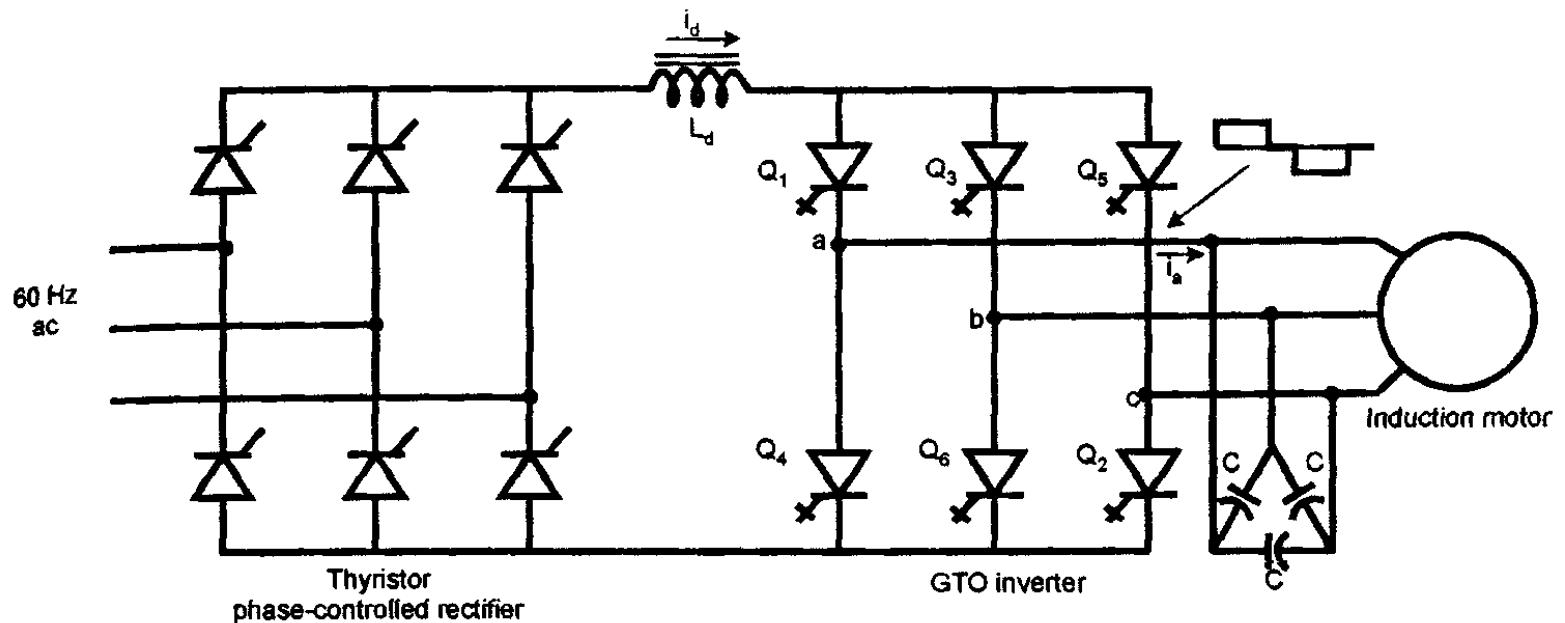 i_d
L_d
Q_1
Q_3
Q_5
a
i_a
60 Hz
ac
b
c
Induction motor
Q_4
Q_6
Q_2
C
C
C
Thyristor
phase-controlled rectifier
GTO inverter